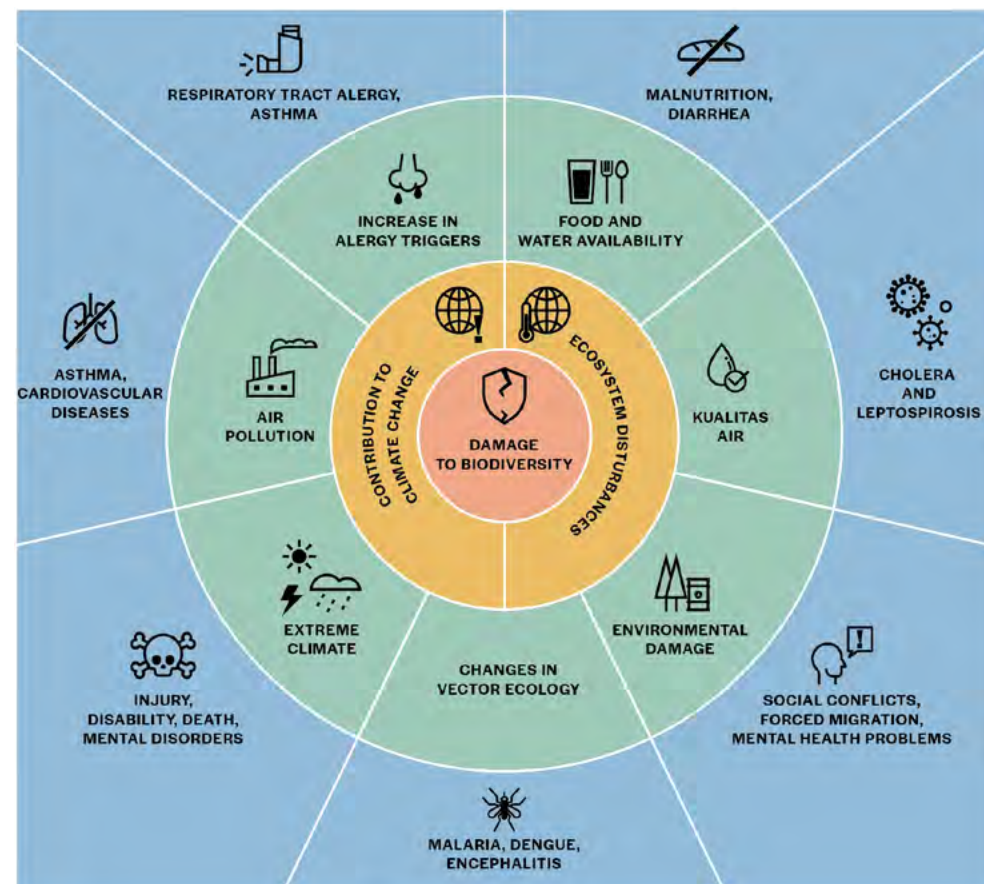 RESPIRATORY TRACT ALERGY,
ASTHMA
MALNUTRITION,
DIARRHEA
INCREASE IN
ALERGY TRIGGERS
FOOD AND
WATER AVAILABILITY
ASTHMA,
CARDIOVASCULAR
DISEASES
AIR
POLLUTION
CONTRIBUTION TO
CLIMATE CHANGE
DAMAGE
TO BIODIVERSITY
ECOSYSTEM DISTURBANCES
KUALITAS
AIR
CHOLERA
AND
LEPTOSPIROSIS
EXTREME
CLIMATE
CHANGES IN
VECTOR ECOLOGY
ENVIRONMENTAL
DAMAGE
INJURY,
DISABILITY, DEATH,
MENTAL DISORDERS
SOCIAL CONFLICTS,
FORCED MIGRATION,
MENTAL HEALTH PROBLEMS
MALARIA, DENGUE,
ENCEPHALITIS